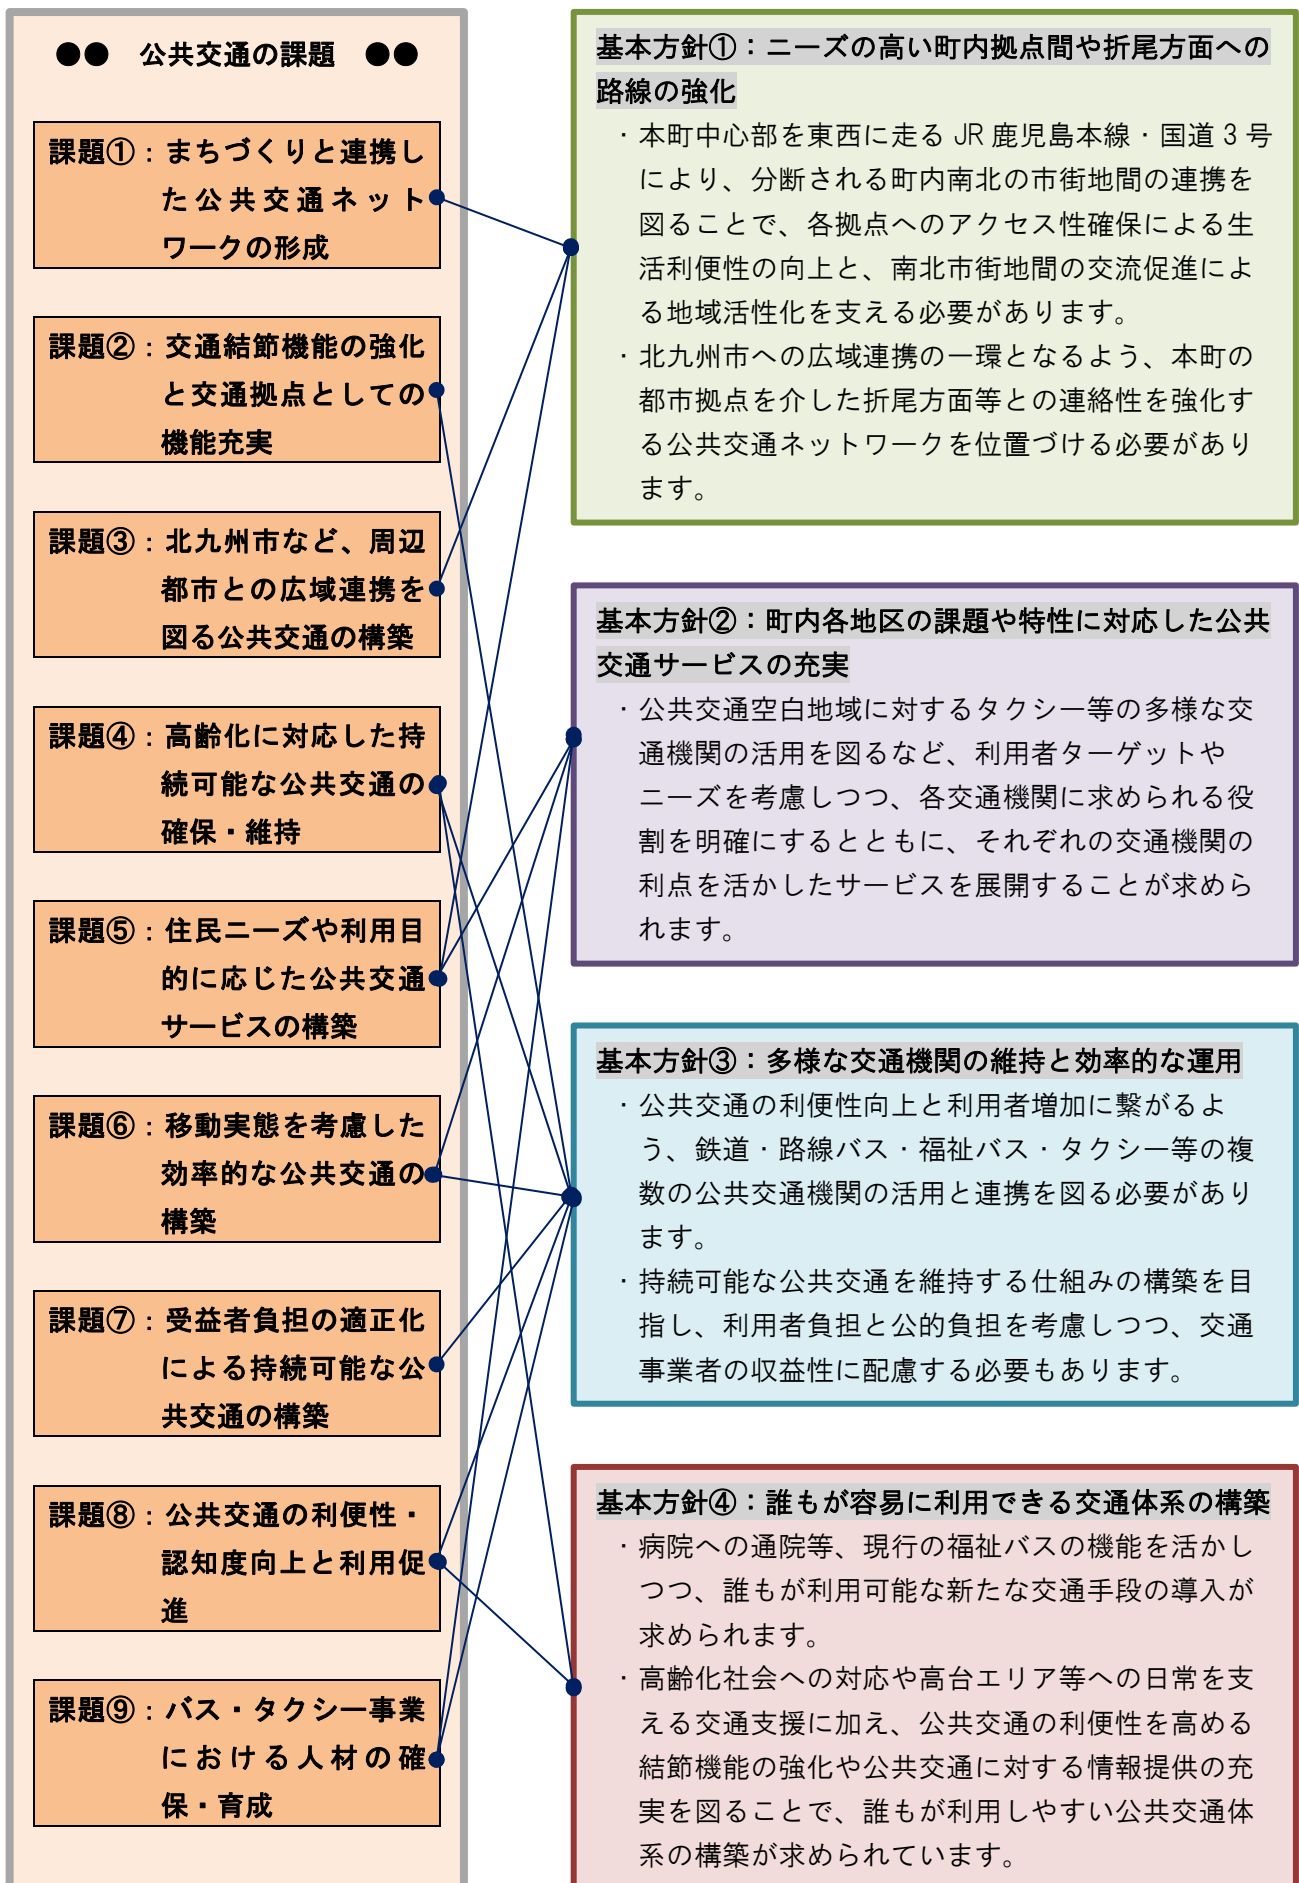 ●● 公共交通の課題 ●●
課題①：まちづくりと連携し
た公共交通ネット
ワークの形成
課題②：交通結節機能の強化
と交通拠点としての
機能充実
課題③：北九州市など、周辺
都市との広域連携を
図る公共交通の構築
課題④：高齢化に対応した持
続可能な公共交通の
確保・維持
課題⑤：住民ニーズや利用目
的に応じた公共交通
サービスの構築
課題⑥：移動実態を考慮した
効率的な公共交通の
構築
課題⑦：受益者負担の適正化
による持続可能な公
共交通の構築
課題⑧：公共交通の利便性・
認知度向上と利用促
進
課題⑨：バス・タクシー事業
における人材の確
保・育成
基本方針①：ニーズの高い町内拠点間や折尾方面への
路線の強化
・本町中心部を東西に走る JR 鹿児島本線・国道 3 号
により、分断される町内南北の市街地間の連携を
図ることで、各拠点へのアクセス性確保による生
活利便性の向上と、南北市街地間の交流促進によ
る地域活性化を支える必要があります。
・北九州市への広域連携の一環となるよう、本町の
都市拠点を介した折尾方面等との連絡性を強化す
る公共交通ネットワークを位置づける必要があり
ます。
基本方針②：町内各地区の課題や特性に対応した公共
交通サービスの充実
・公共交通空白地域に対するタクシー等の多様な交
通機関の活用を図るなど、利用者ターゲットや
ニーズを考慮しつつ、各交通機関に求められる役
割を明確にするとともに、それぞれの交通機関の
利点を活かしたサービスを展開することが求めら
れます。
基本方針③：多様な交通機関の維持と効率的な運用
・公共交通の利便性向上と利用者増加に繋がるよ
う、鉄道・路線バス・福祉バス・タクシー等の複
数の公共交通機関の活用と連携を図る必要があり
ます。
・持続可能な公共交通を維持する仕組みの構築を目
指し、利用者負担と公的負担を考慮しつつ、交通
事業者の収益性に配慮する必要もあります。
基本方針④：誰もが容易に利用できる交通体系の構築
・病院への通院等、現行の福祉バスの機能を活かし
つつ、誰もが利用可能な新たな交通手段の導入が
求められます。
・高齢化社会への対応や高台エリア等への日常を支
える交通支援に加え、公共交通の利便性を高める
結節機能の強化や公共交通に対する情報提供の充
実を図ることで、誰もが利用しやすい公共交通体
系の構築が求められています。